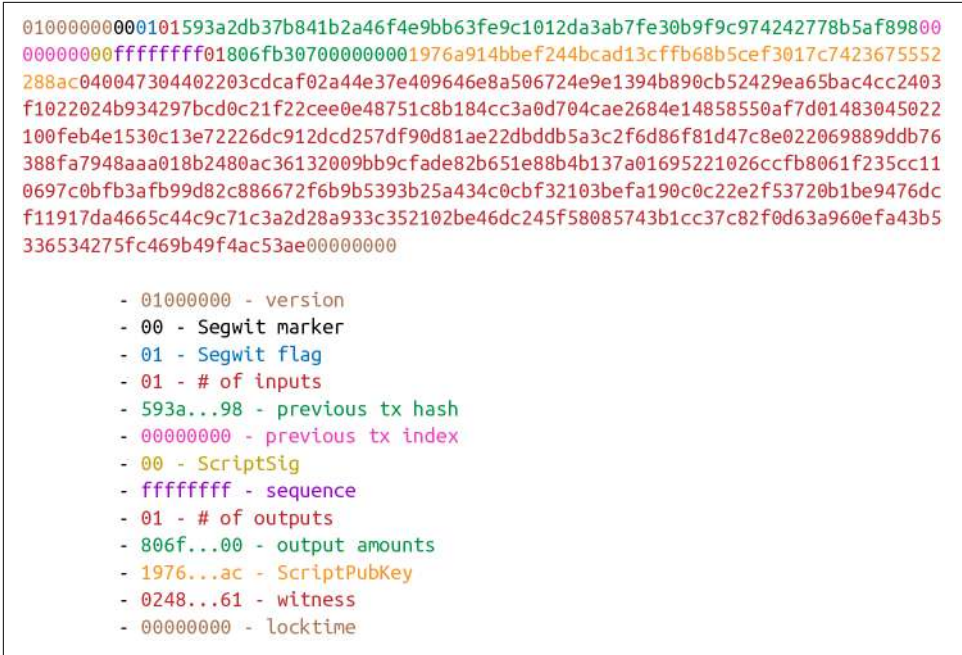 01000000000101593a2db37b841b2a46f4e9bb63fe9c1012da3ab7fe30b9f9c974242778b5af89800
00000000ffffffff01806fb307000000001976a914bbef244bcad13cffb68b5cef3017c7423675552
288ac040047304402203cdcaf02a44e37e409646e8a506724e9e1394b890cb52429ea65bac4cc2403
f1022024b934297bcd0c21f22cee0e48751c8b184cc3a0d704cae2684e14858550af7d01483045022
100feb4e1530c13e72226dc912dcd257df90d81ae22dbddb5a3c2f6d86f81d47c8e022069889ddb76
388fa7948aaa018b2480ac36132009bb9cfade82b651e88b4b137a01695221026ccfb8061f235cc11
0697c0bfb3afb99d82c886672f6b9b5393b25a434c0cbf32103befa190c0c22e2f53720b1be9476dc
f11917da4665c44c9c71c3a2d28a933c352102be46dc245f58085743b1cc37c82f0d63a960efa43b5
336534275fc469b49f4ac53ae00000000
- 01000000 - version
- 00 - Segwit marker
- 01 - Segwit flag
- 01 - # of inputs
- 593a...98 - previous tx hash
- 00000000 - previous tx index
- 00 - ScriptSig
- ffffffff - sequence
- 01 - # of outputs
- 806f...00 - output amounts
- 1976...ac - ScriptPubKey
- 0248...61 - witness
- 00000000 - locktime